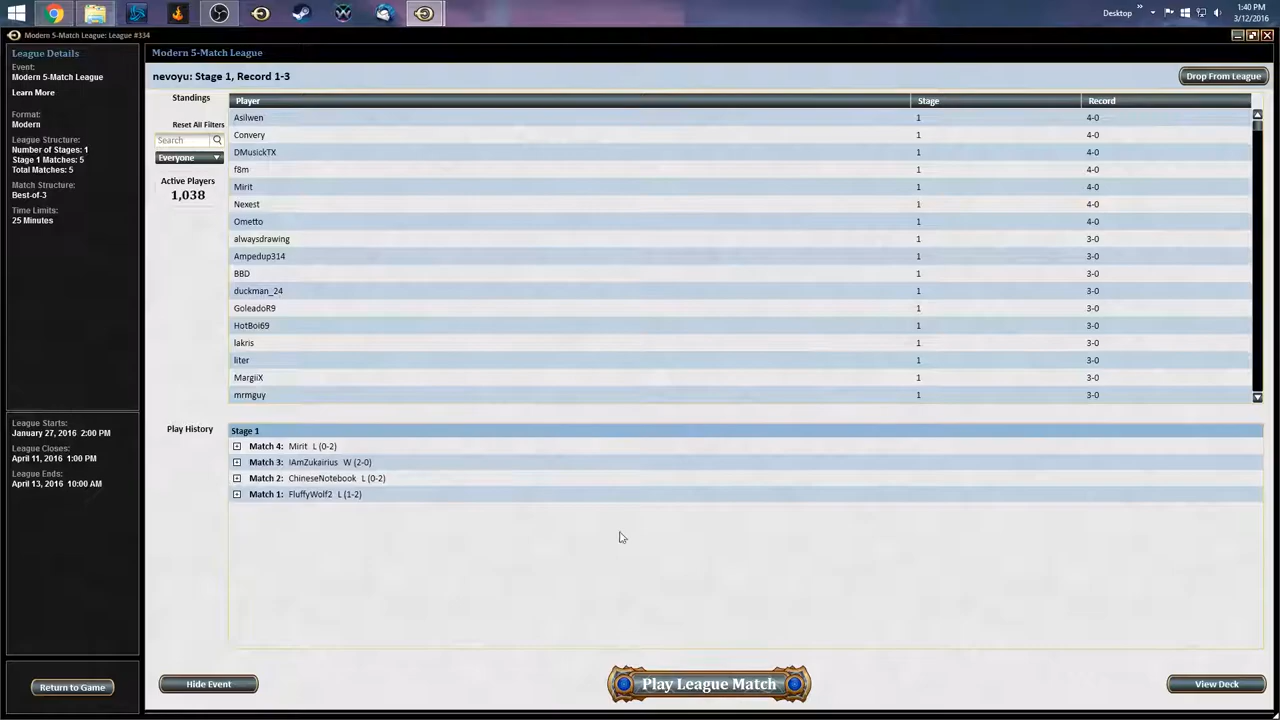 Desktop
»
1:40 PM
3/12/2016
Modern 5-Match League: League #334
League Details
Event:
Modern 5-Match League
Learn More
Format:
Modern
League Structure:
Number of Stages: 1
Stage 1 Matches: 5
Total Matches: 5
Match Structure:
Best-of-3
Time Limits:
25 Minutes
League Starts:
January 27, 2016 2:00 PM
League Closes:
April 11, 2016 1:00 PM
League Ends:
April 13, 2016 10:00 AM
Return to Game
Modern 5-Match League
nevoyu: Stage 1, Record 1-3
Drop From League
Standings
Reset All Filters
Search
Everyone
Active Players
1,038
Player Stage Record
Asilwen 1 4-0
Convery 1 4-0
DMusickTX 1 4-0
f8m 1 4-0
Mirit 1 4-0
Nexest 1 4-0
Ometto 1 4-0
alwaysdrawing 1 3-0
Ampedup314 1 3-0
BBD 1 3-0
duckman_24 1 3-0
GoleadoR9 1 3-0
HotBoi69 1 3-0
lakris 1 3-0
liter 1 3-0
MargiiX 1 3-0
mrmguy 1 3-0
Play History
Stage 1
Match 4: Mirit L (0-2)
Match 3: IAmZukairius W (2-0)
Match 2: ChineseNotebook L (0-2)
Match 1: FluffyWolf2 L (1-2)
Hide Event
Play League Match
View Deck